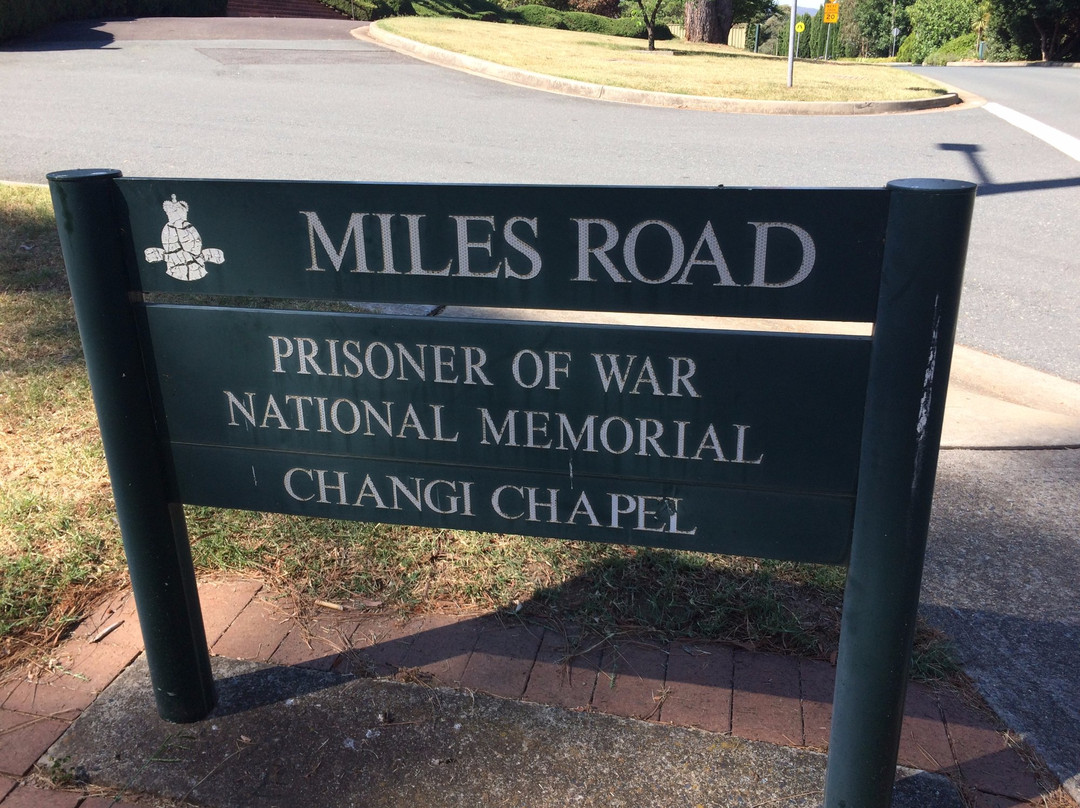 MILES ROAD
PRISONER OF WAR
NATIONAL MEMORIAL
CHANGI CHAPEL